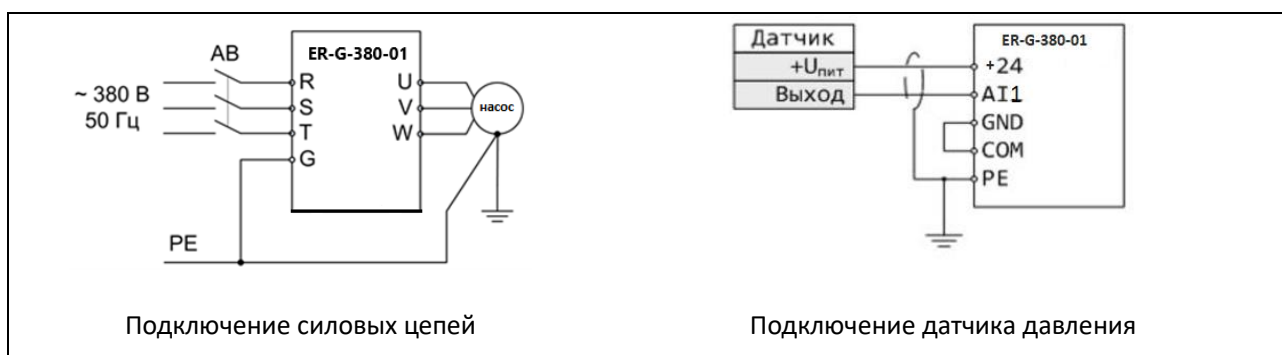 АВ
ER-G-380-01
~ 380 В
50 Гц
R
S
T
G
U
V
W
насос
PE
Подключение силовых цепей
Датчик
+Uпит
Выход
ER-G-380-01
+24
AI1
GND
COM
PE
Подключение датчика давления